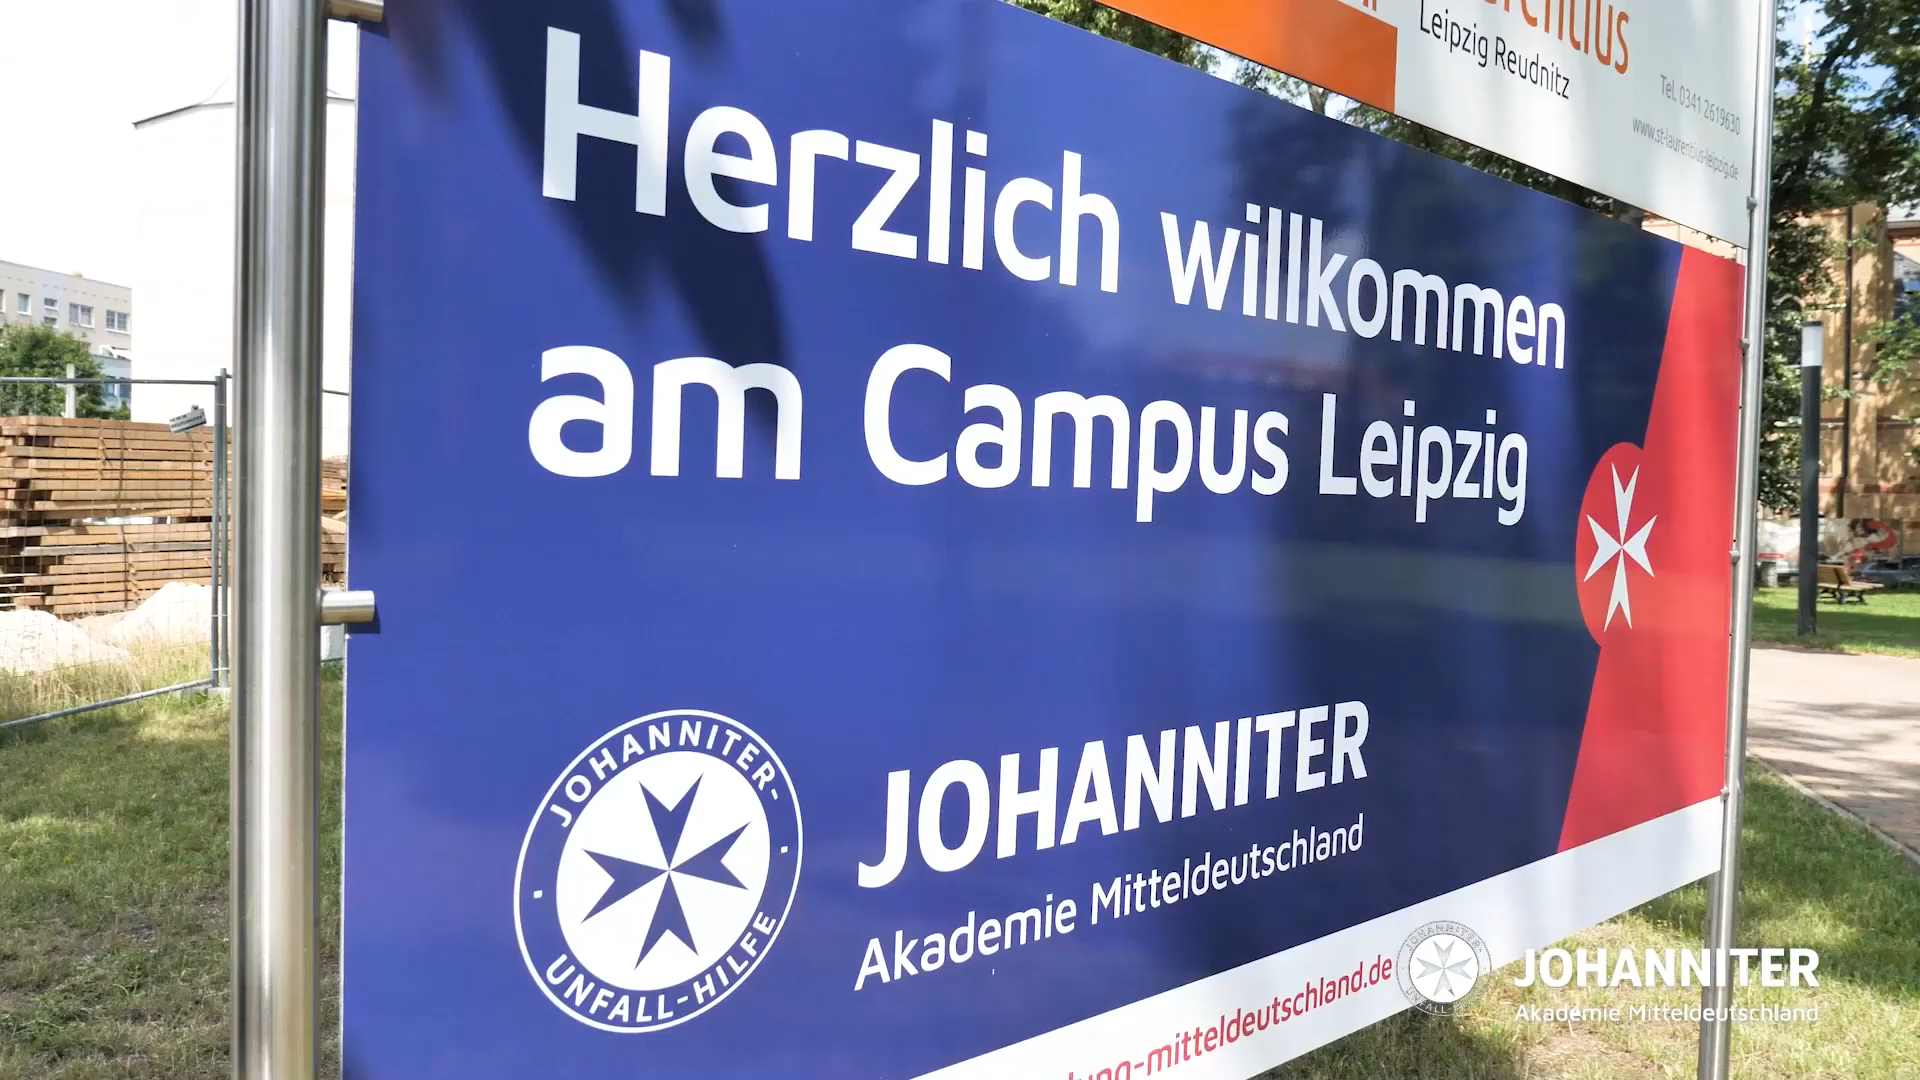 Leipzig Reudnitz
Tel. 0341 2619630
www.st-laurentius-leipzig.de
Herzlich willkommen
am Campus Leipzig
JOHANNITER-
UNFALL-HILFE
JOHANNITER
Akademie Mitteldeutschland
-mitteldeutschland.de
JOHANNITER
Akademie Mitteldeutschland